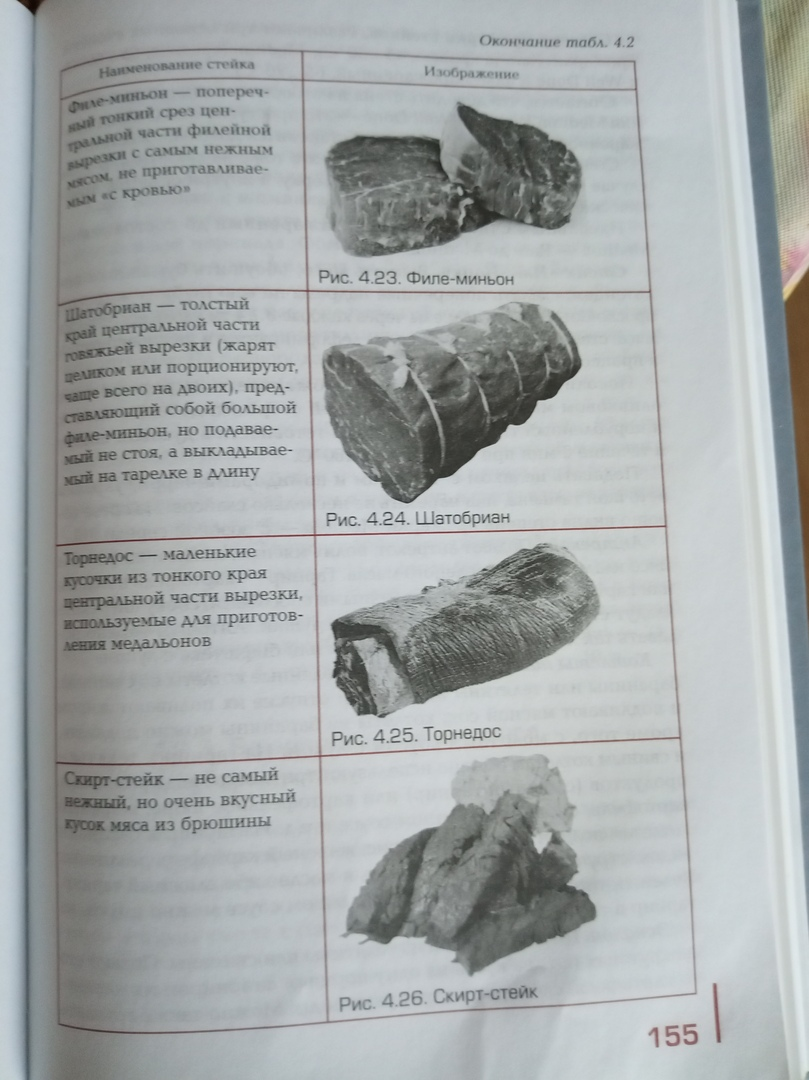 Окончание табл. 4.2
Наименование стейка
Изображение
Филе-миньон — попереч-
ный тонкий срез цен-
тральной части филейной
вырезки с самым нежным
мясом, не приготавливае-
мым «с кровью»
Рис. 4.23. Филе-миньон
Шатобриан — толстый
край центральной части
говяжьей вырезки (жарят
целиком или порционируют,
чаще всего на двоих), пред-
ставляющий собой большой
филе-миньон, но подавае-
мый не стоя, а выкладывае-
мый на тарелке в длину
Рис. 4.24. Шатобриан
Торнедос — маленькие
кусочки из тонкого края
центральной части вырезки,
используемые для приготов-
ления медальонов
Рис. 4.25. Торнедос
Скирт-стейк — не самый
нежный, но очень вкусный
кусок мяса из брюшины
Рис. 4.26. Скирт-стейк
155